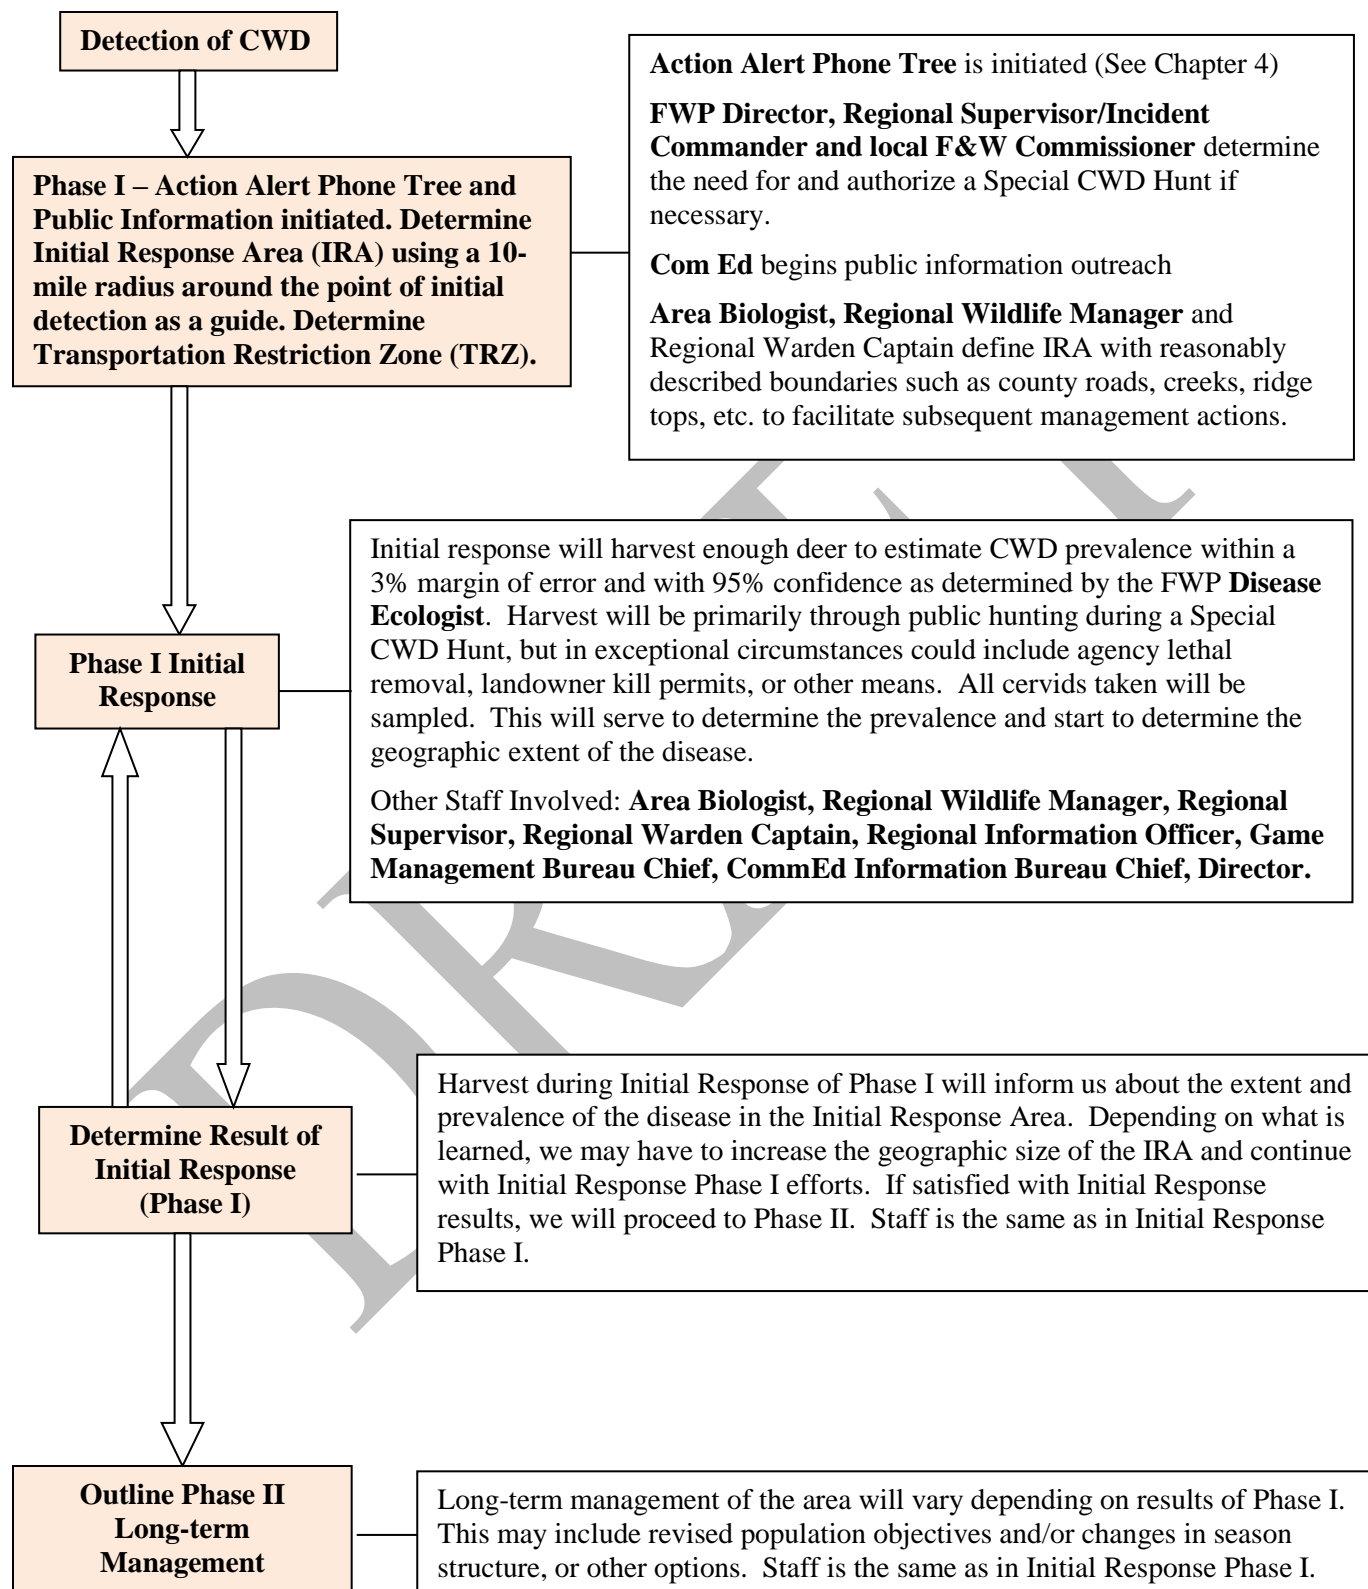 Detection of CWD
Action Alert Phone Tree is initiated (See Chapter 4)
FWP Director, Regional Supervisor/Incident
Commander and local F&W Commissioner determine
the need for and authorize a Special CWD Hunt if
necessary.
Com Ed begins public information outreach
Area Biologist, Regional Wildlife Manager and
Regional Warden Captain define IRA with reasonably
described boundaries such as county roads, creeks, ridge
tops, etc. to facilitate subsequent management actions.
Phase I – Action Alert Phone Tree and
Public Information initiated. Determine
Initial Response Area (IRA) using a 10-
mile radius around the point of initial
detection as a guide. Determine
Transportation Restriction Zone (TRZ).
Initial response will harvest enough deer to estimate CWD prevalence within a
3% margin of error and with 95% confidence as determined by the FWP Disease
Ecologist. Harvest will be primarily through public hunting during a Special
CWD Hunt, but in exceptional circumstances could include agency lethal
removal, landowner kill permits, or other means. All cervids taken will be
sampled. This will serve to determine the prevalence and start to determine the
geographic extent of the disease.
Other Staff Involved: Area Biologist, Regional Wildlife Manager, Regional
Supervisor, Regional Warden Captain, Regional Information Officer, Game
Management Bureau Chief, CommEd Information Bureau Chief, Director.
Phase I Initial
Response
Harvest during Initial Response of Phase I will inform us about the extent and
prevalence of the disease in the Initial Response Area. Depending on what is
learned, we may have to increase the geographic size of the IRA and continue
with Initial Response Phase I efforts. If satisfied with Initial Response
results, we will proceed to Phase II. Staff is the same as in Initial Response
Phase I.
Determine Result of
Initial Response
(Phase I)
Outline Phase II
Long-term
Management
Long-term management of the area will vary depending on results of Phase I.
This may include revised population objectives and/or changes in season
structure, or other options. Staff is the same as in Initial Response Phase I.
DRAFT